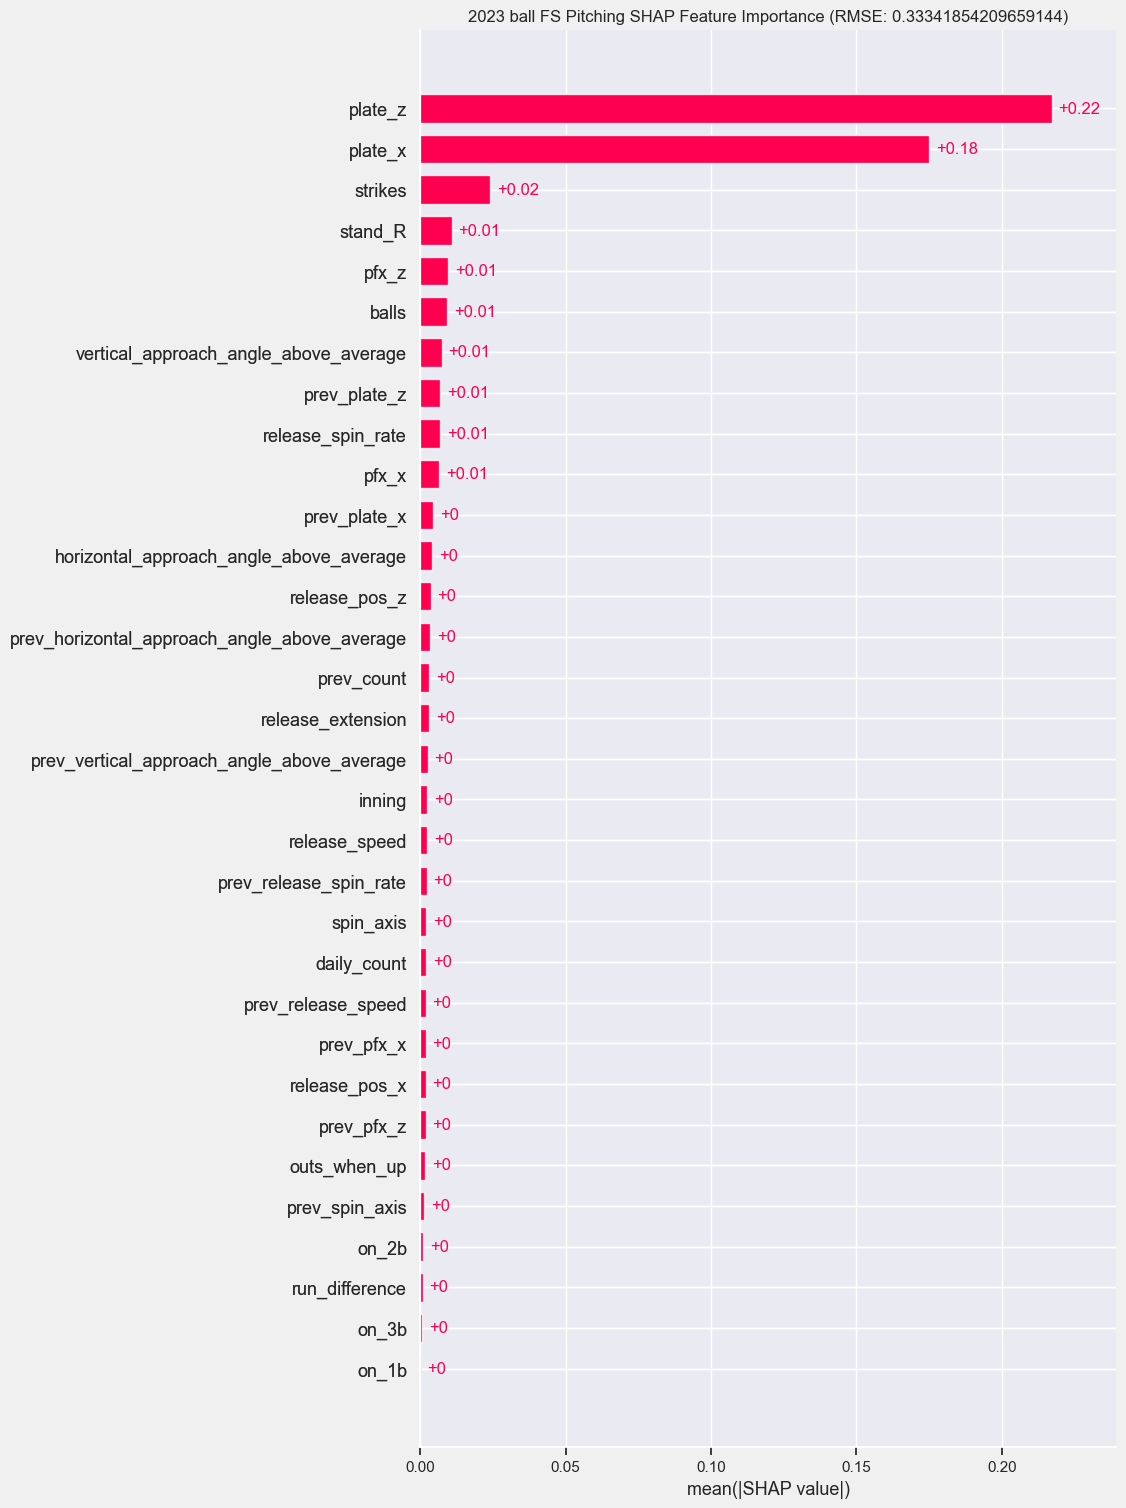 2023 ball FS Pitching SHAP Feature Importance (RMSE: 0.33341854209659144)
plate_z +0.22
plate_x +0.18
strikes +0.02
stand_R +0.01
pfx_z +0.01
balls +0.01
vertical_approach_angle_above_average +0.01
prev_plate_z +0.01
release_spin_rate +0.01
pfx_x +0.01
prev_plate_x +0
horizontal_approach_angle_above_average +0
release_pos_z +0
prev_horizontal_approach_angle_above_average +0
prev_count +0
release_extension +0
prev_vertical_approach_angle_above_average +0
inning +0
release_speed +0
prev_release_spin_rate +0
spin_axis +0
daily_count +0
prev_release_speed +0
prev_pfx_x +0
release_pos_x +0
prev_pfx_z +0
outs_when_up +0
prev_spin_axis +0
on_2b +0
run_difference +0
on_3b +0
on_1b +0
0.00 0.05 0.10 0.15 0.20
mean(|SHAP value|)